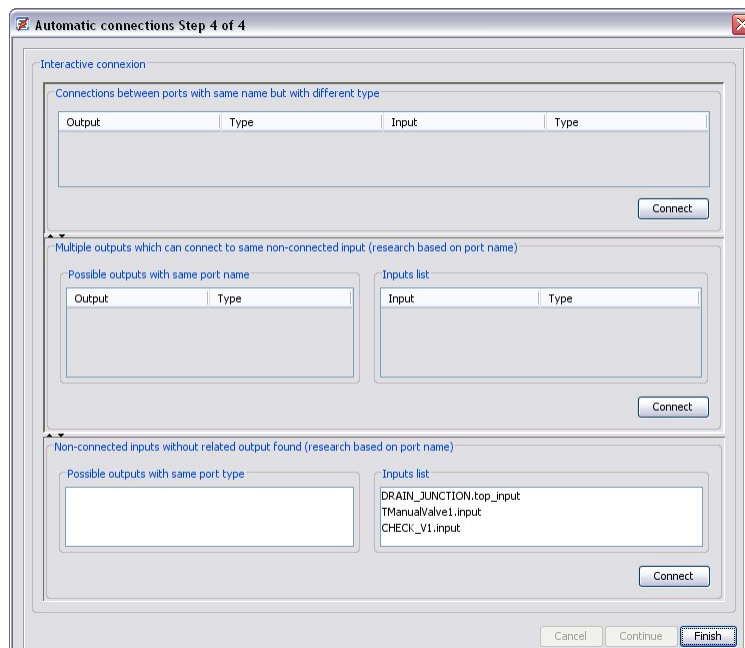 Automatic connections Step 4 of 4
Interactive connexion
Connections between ports with same name but with different type
Output Type Input Type
Connect
Multiple outputs which can connect to same non-connected input (research based on port name)
Possible outputs with same port name Inputs list
Output Type Input Type
Connect
Non-connected inputs without related output found (research based on port name)
Possible outputs with same port type Inputs list
DRAIN_JUNCTION.top_input
TManualValve1.input
CHECK_V1.input
Connect
Cancel Continue Finish